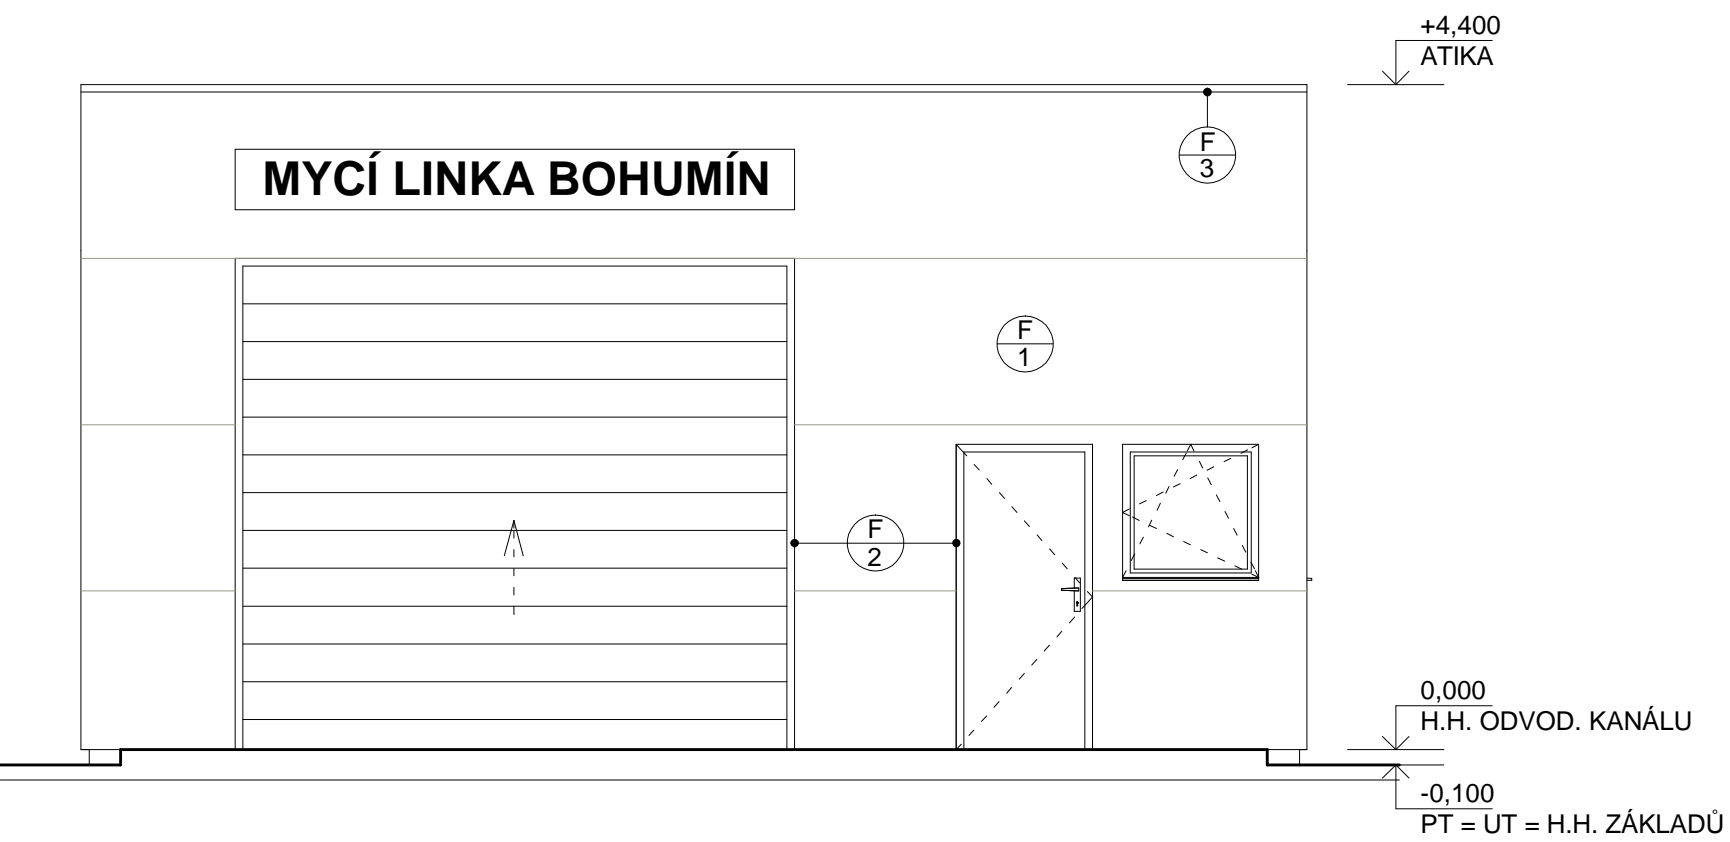 +4,400
ATIKA
F
3
MYCÍ LINKA BOHUMÍN
F
1
F
2
0,000
H.H. ODVOD. KANÁLU
-0,100
PT = UT = H.H. ZÁKLADŮ